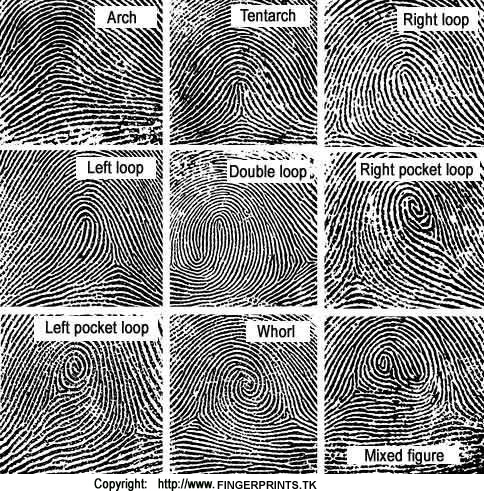 Arch
Tentarch
Right loop
Left loop
Double loop
Right pocket loop
Left pocket loop
Whorl
Mixed figure
Copyright: http://www.FINGERPRINTS.TK